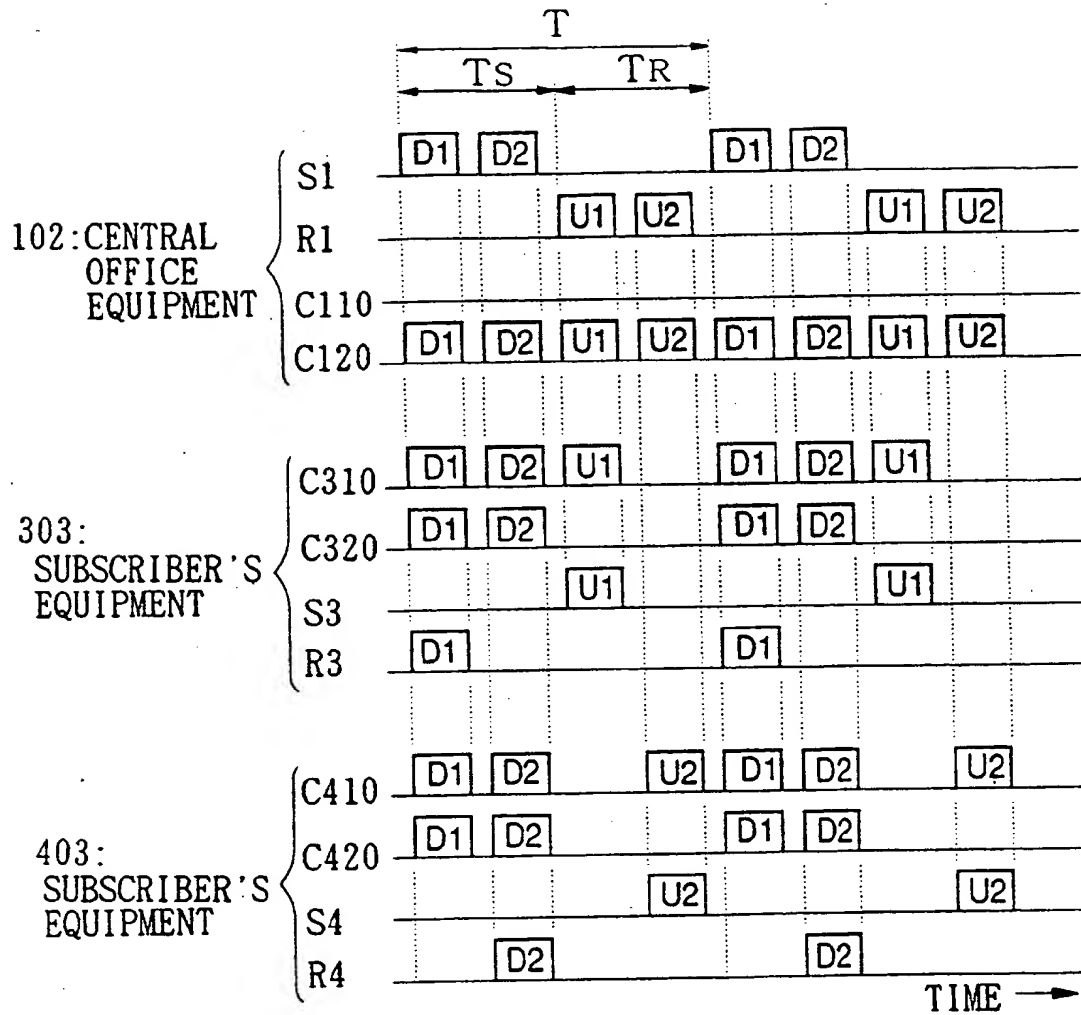 T
TS TR
S1 D1 D2 D1 D2
R1 U1 U2 U1 U2
102:CENTRAL
OFFICE
EQUIPMENT
C110
C120 D1 D2 U1 U2 D1 D2 U1 U2
C310 D1 D2 U1 D1 D2 U1
303:
C320 D1 D2 D1 D2
SUBSCRIBER'S
EQUIPMENT
S3 U1 U1
R3 D1 D1
C410 D1 D2 U2 D1 D2 U2
403:
C420 D1 D2 D1 D2
SUBSCRIBER'S
EQUIPMENT
S4 U2 U2
R4 D2 D2
TIME